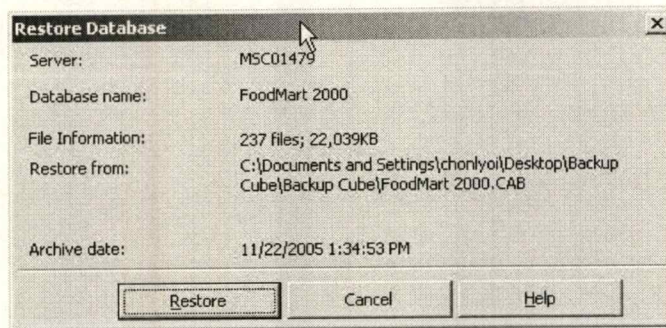 Restore Database
Server: MSC01479
Database name: FoodMart 2000
File Information: 237 files; 22,039KB
Restore from: C:\Documents and Settings\chonlyoi\Desktop\Backup
Cube\Backup Cube\FoodMart 2000.CAB
Archive date: 11/22/2005 1:34:53 PM
Restore Cancel Help